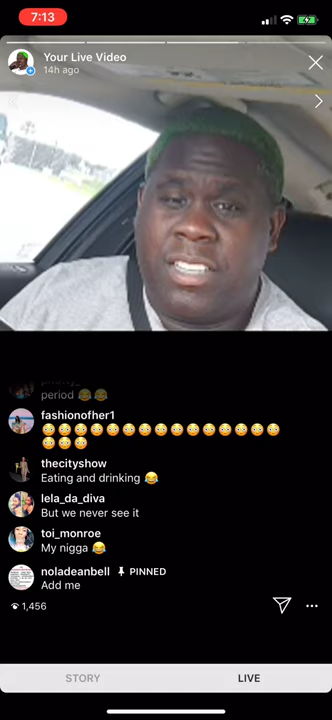 7:13
Your Live Video
14h ago
period 😂😂
fashionofher1
😳😳😳😳😳😳😳😳😳😳😳😳😳😳😳
😳😳😳
thecityshow
Eating and drinking 😂
lela_da_diva
But we never see it
toi_monroe
My nigga 😂
noladeanbell PINNED
Add me
1,456
STORY LIVE